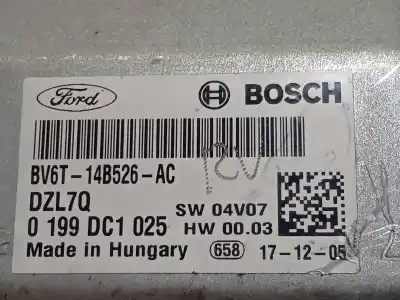 Ford BOSCH
BV6T-14B526-AC
DZL7Q SW 04V07
0 199 DC1 025 HW 00.03
Made in Hungary 658 17-12-05